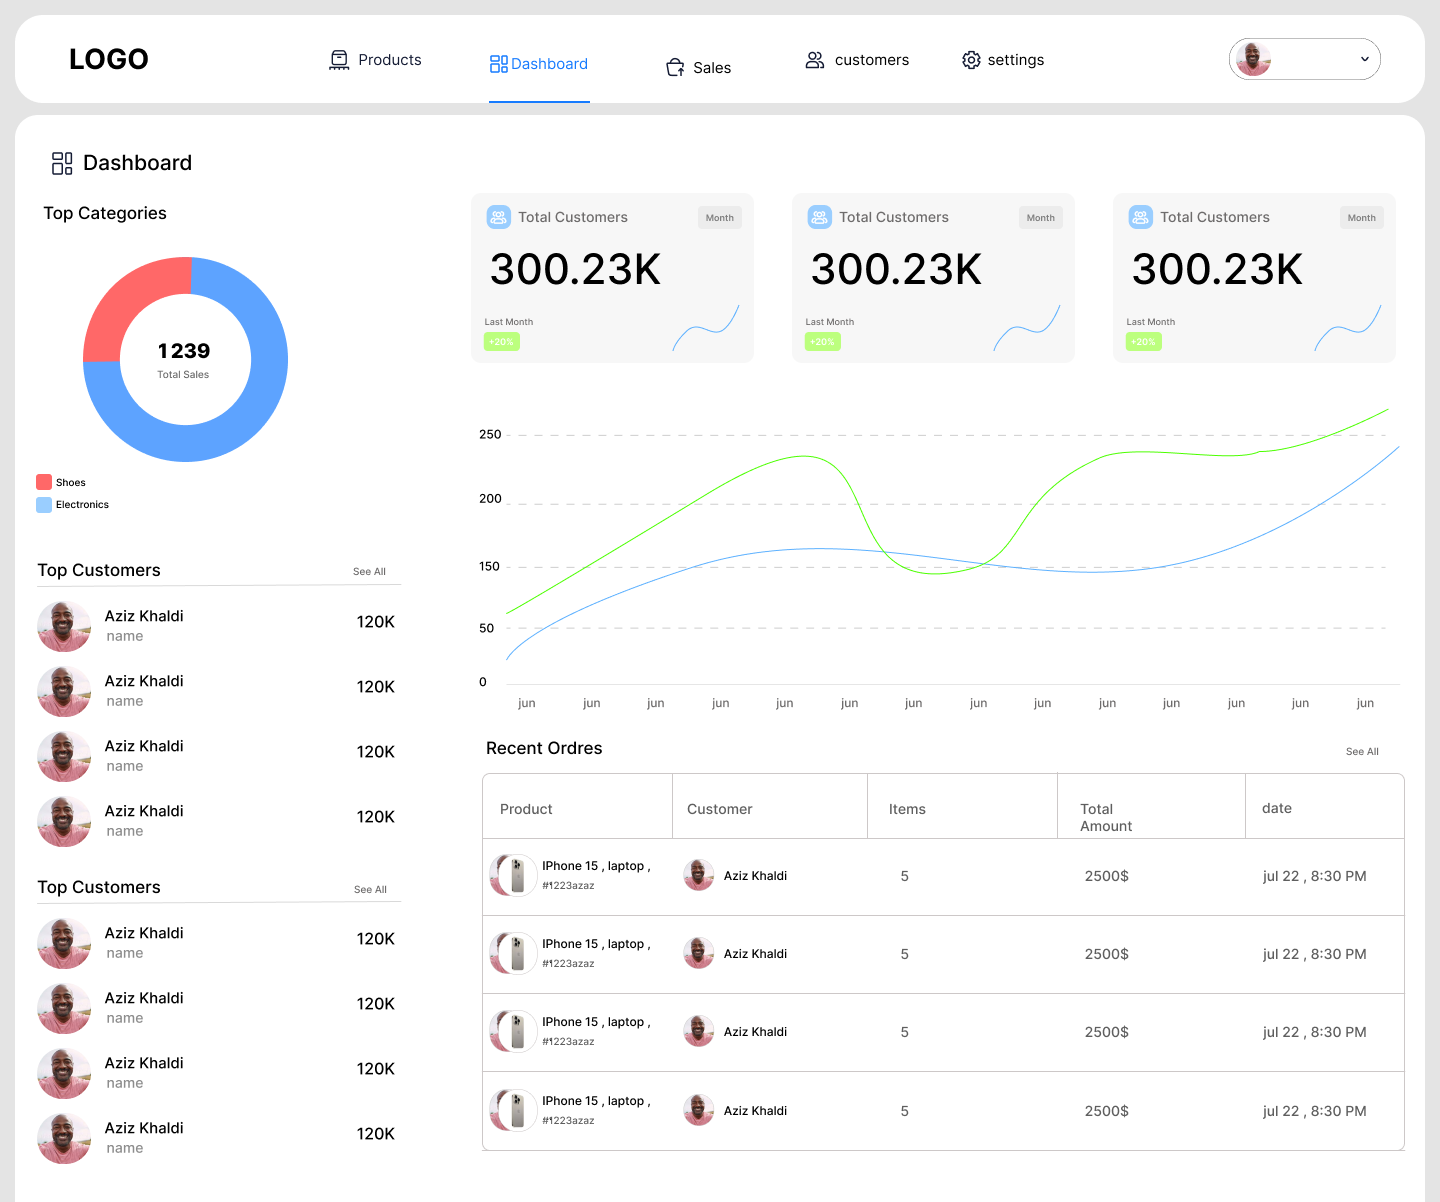 LOGO
Products
Dashboard
Sales
customers
settings
Dashboard
Top Categories
1239
Total Sales
Shoes
Electronics
Top Customers
See All
Aziz Khaldi
name
120K
Aziz Khaldi
name
120K
Aziz Khaldi
name
120K
Aziz Khaldi
name
120K
Top Customers
See All
Aziz Khaldi
name
120K
Aziz Khaldi
name
120K
Aziz Khaldi
name
120K
Aziz Khaldi
name
120K
Total Customers
Month
300.23K
Last Month
+20%
Total Customers
Month
300.23K
Last Month
+20%
Total Customers
Month
300.23K
Last Month
+20%
250
200
150
50
0
jun jun jun jun jun jun jun jun jun jun jun jun jun jun
Recent Ordres
See All
Product
Customer
Items
Total
Amount
date
IPhone 15 , laptop ,
#1223azaz
Aziz Khaldi
5
2500$
jul 22 , 8:30 PM
IPhone 15 , laptop ,
#1223azaz
Aziz Khaldi
5
2500$
jul 22 , 8:30 PM
IPhone 15 , laptop ,
#1223azaz
Aziz Khaldi
5
2500$
jul 22 , 8:30 PM
IPhone 15 , laptop ,
#1223azaz
Aziz Khaldi
5
2500$
jul 22 , 8:30 PM